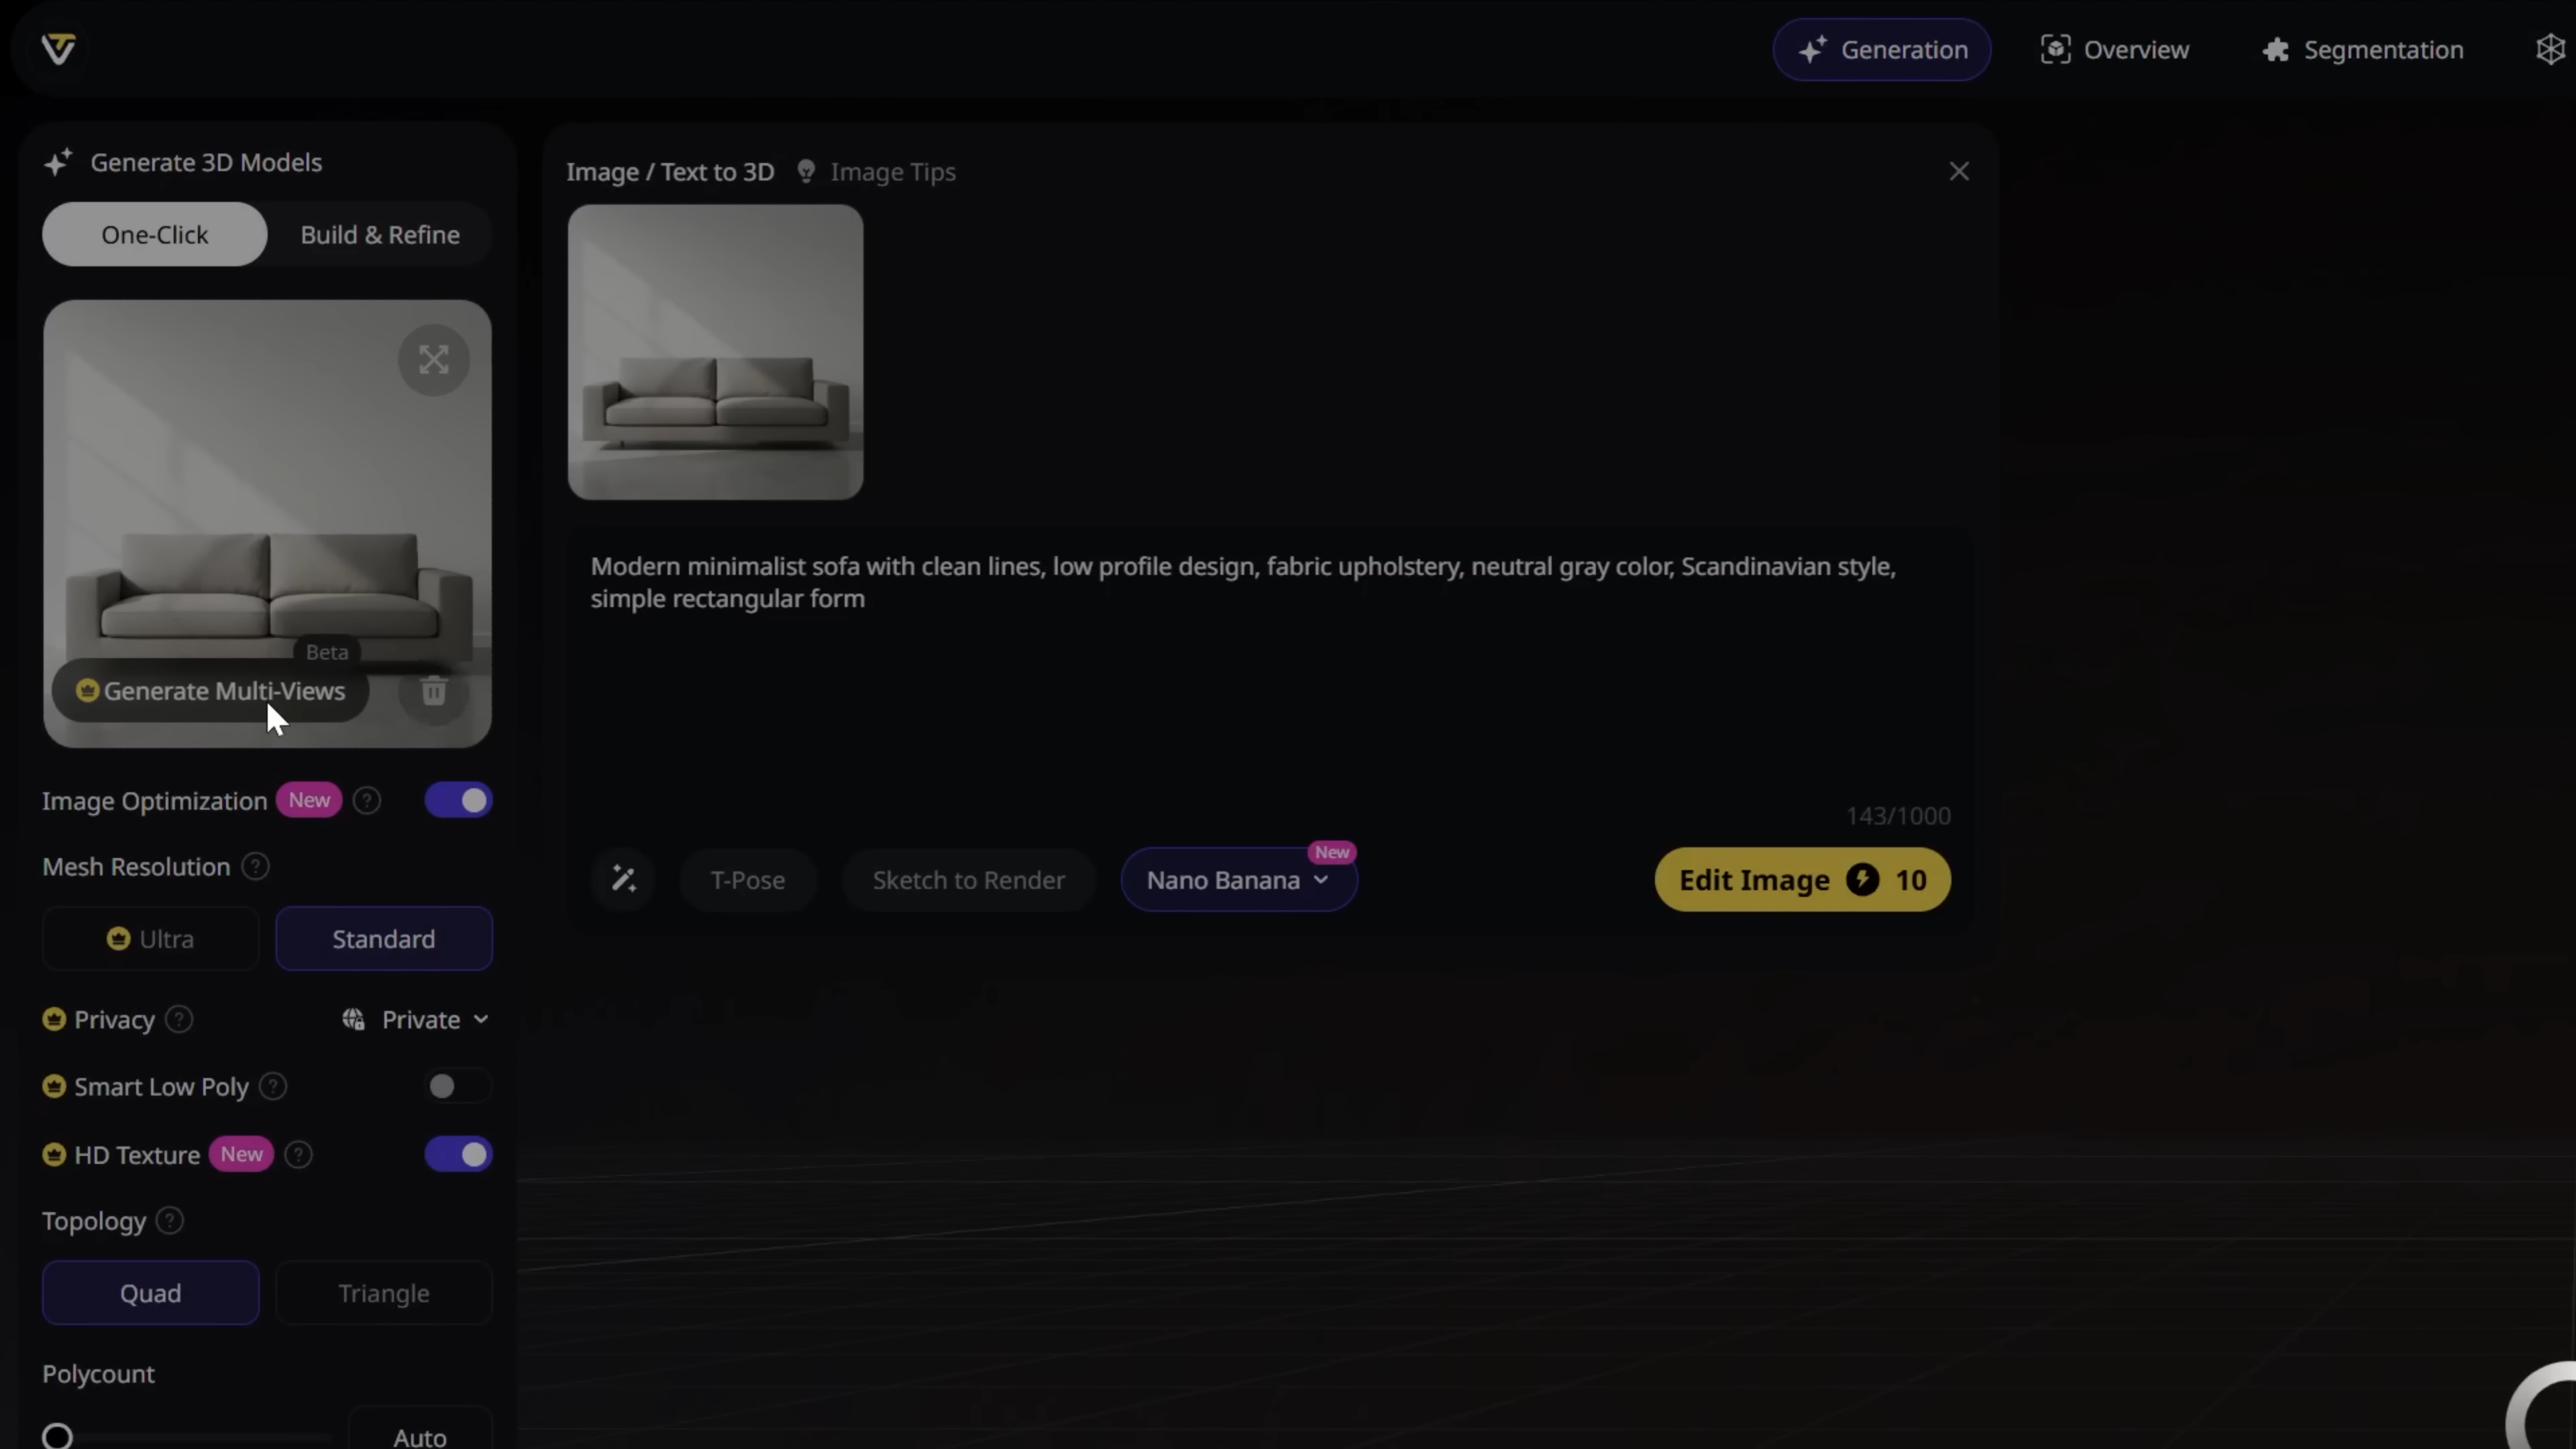 Generation
Overview
Segmentation
Generate 3D Models
One-Click
Build & Refine
Beta
Generate Multi-Views
Image Optimization New ?
Mesh Resolution ?
Ultra
Standard
Privacy ? Private
Smart Low Poly ?
HD Texture New ?
Topology ?
Quad
Triangle
Polycount
Auto
Image / Text to 3D Image Tips
Modern minimalist sofa with clean lines, low profile design, fabric upholstery, neutral gray color, Scandinavian style,
simple rectangular form
143/1000
T-Pose
Sketch to Render
Nano Banana
New
Edit Image 10